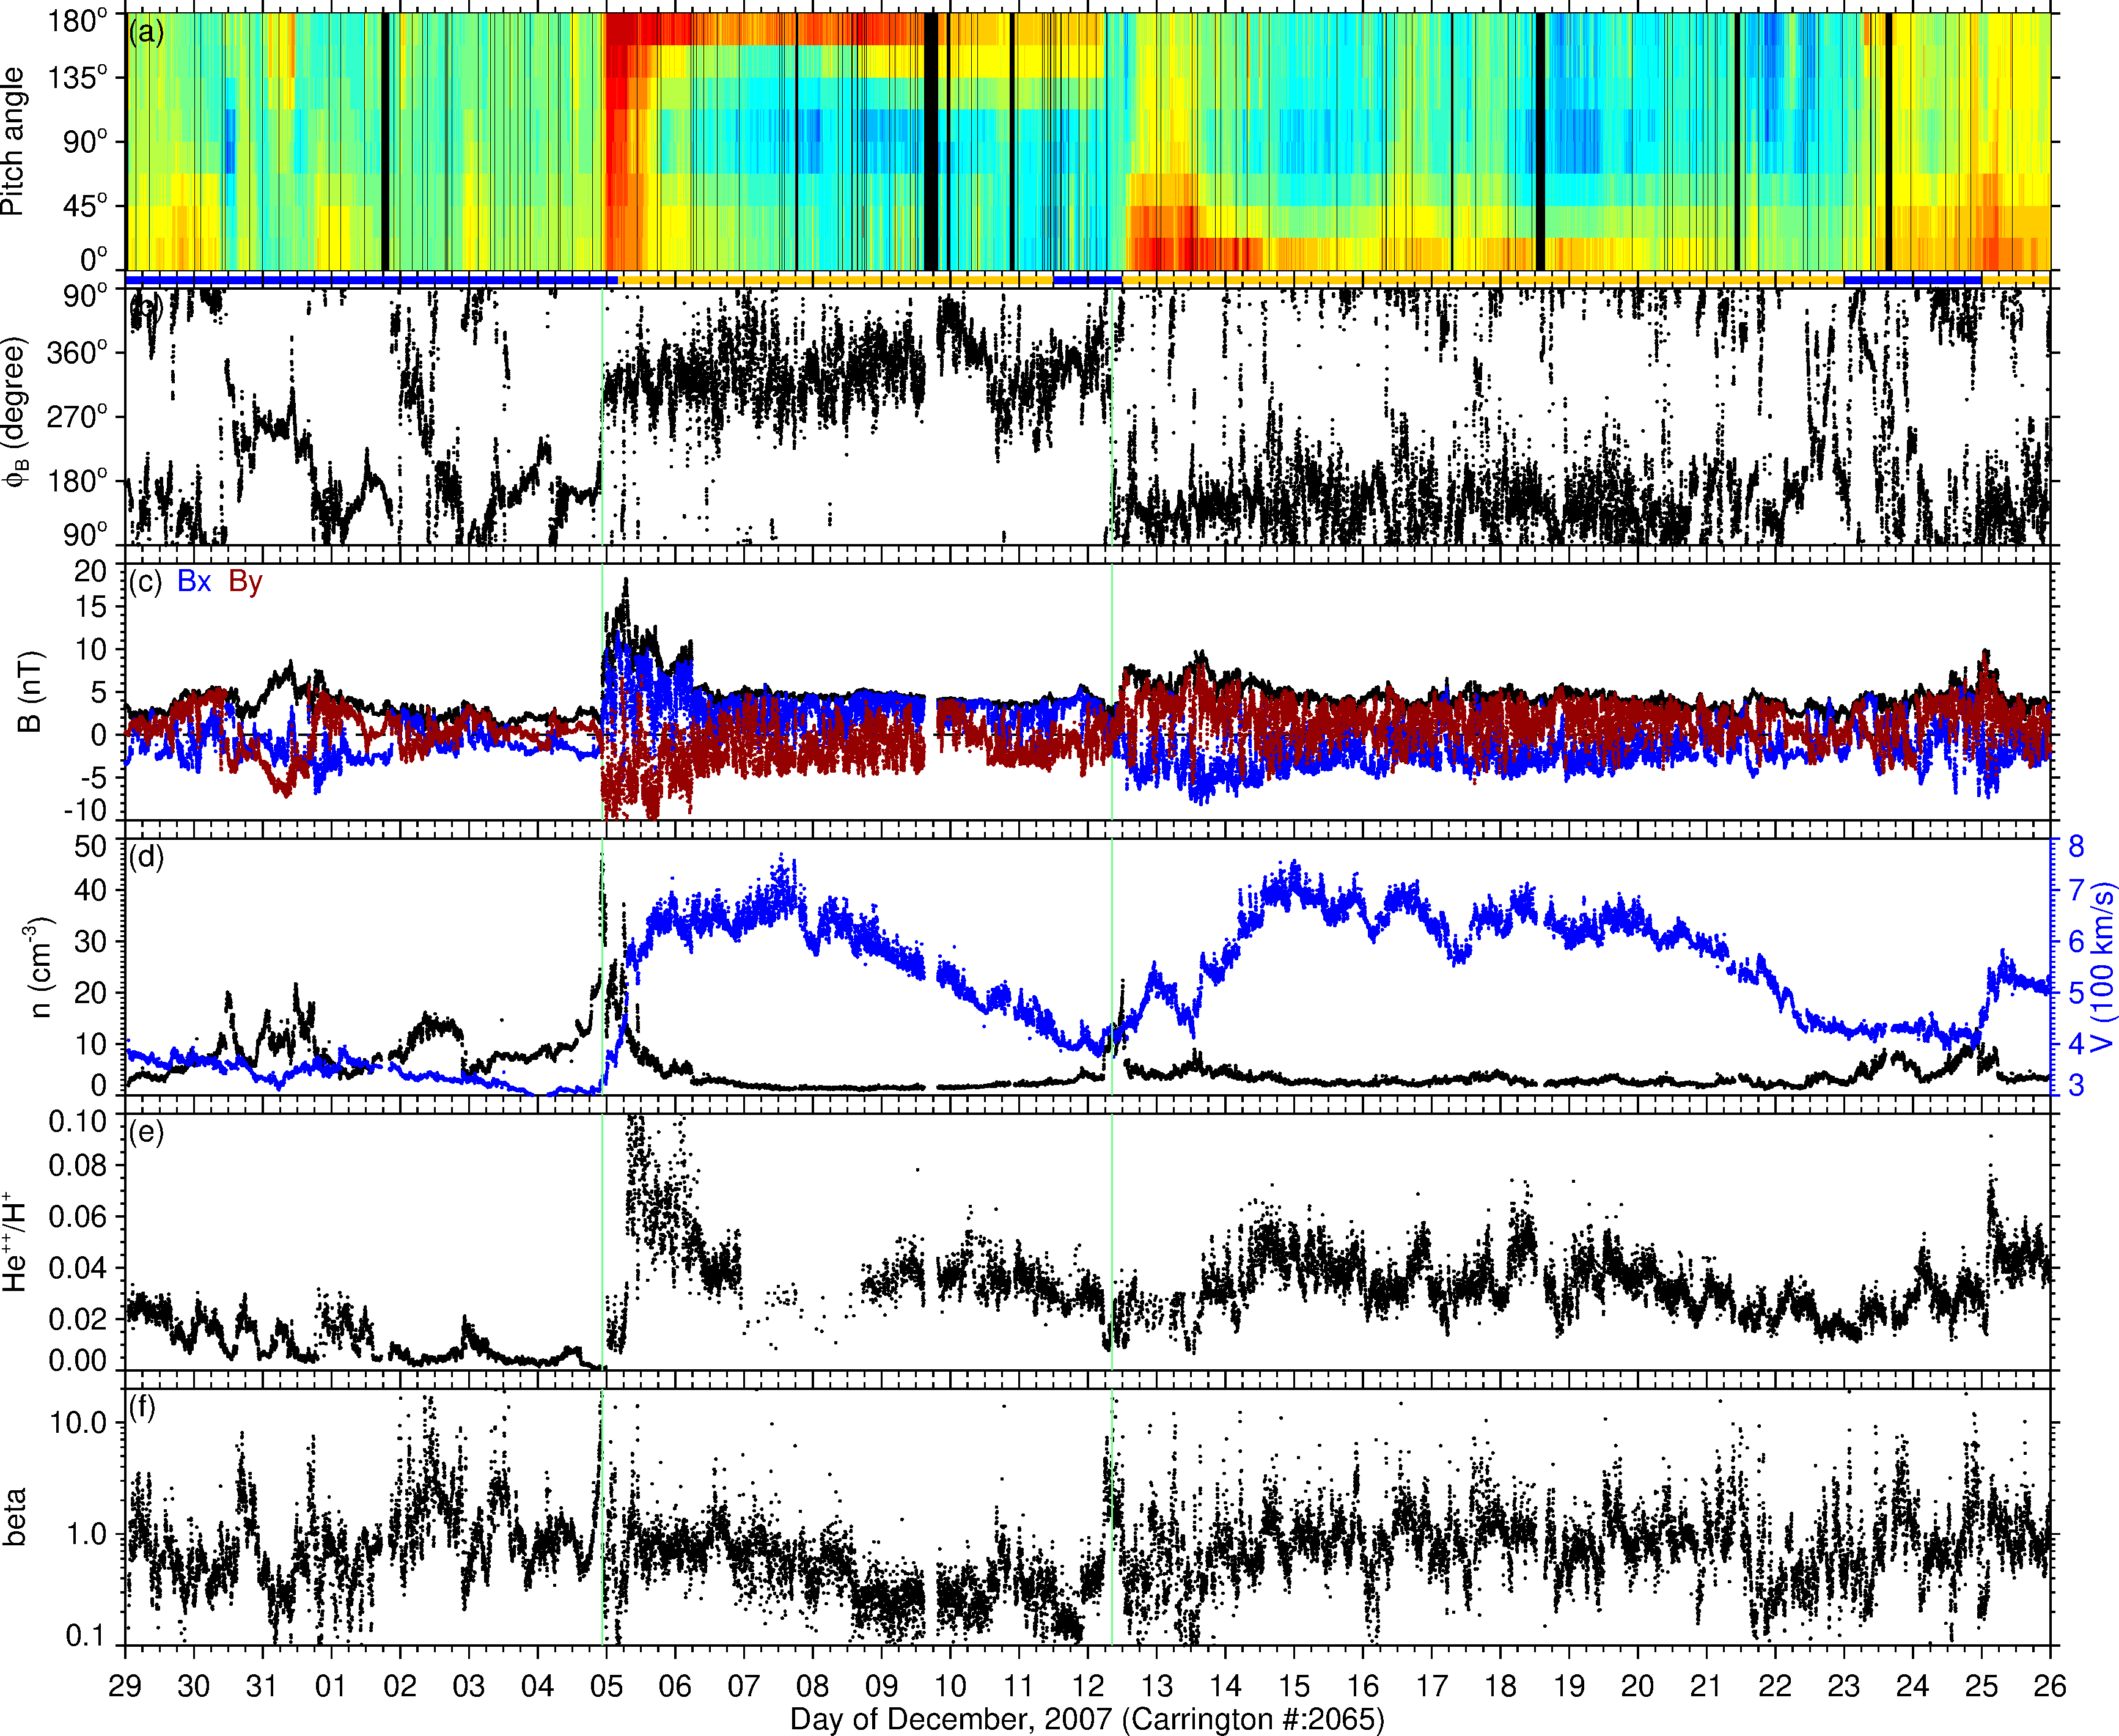 (a)
180°
135°
90°
45°
0°
Pitch angle
90°
360°
270°
180°
90°
ϕB (degree)
(c) Bx By
20
15
10
5
0
-5
-10
B (nT)
(d)
50
40
30
20
10
0
n (cm-3)
8
7
6
5
4
3
V (100 km/s)
(e)
0.10
0.08
0.06
0.04
0.02
0.00
He++/H+
(f)
10.0
1.0
0.1
beta
29 30 31 01 02 03 04 05 06 07 08 09 10 11 12 13 14 15 16 17 18 19 20 21 22 23 24 25 26
Day of December, 2007 (Carrington #:2065)